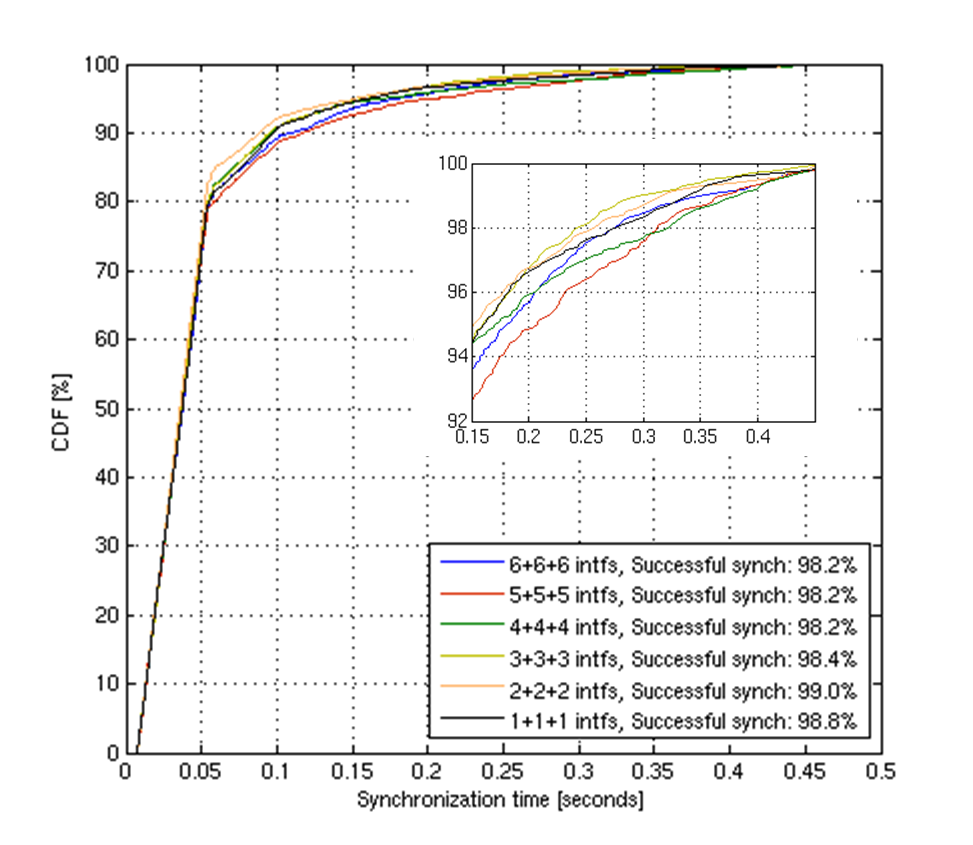 100
90
80
70
60
50
40
30
20
10
0
CDF [%]
0 0.05 0.1 0.15 0.2 0.25 0.3 0.35 0.4 0.45 0.5
Synchronization time [seconds]
100
98
96
94
92
0.15 0.2 0.25 0.3 0.35 0.4
6+6+6 intfs, Successful synch: 98.2%
5+5+5 intfs, Successful synch: 98.2%
4+4+4 intfs, Successful synch: 98.2%
3+3+3 intfs, Successful synch: 98.4%
2+2+2 intfs, Successful synch: 99.0%
1+1+1 intfs, Successful synch: 98.8%